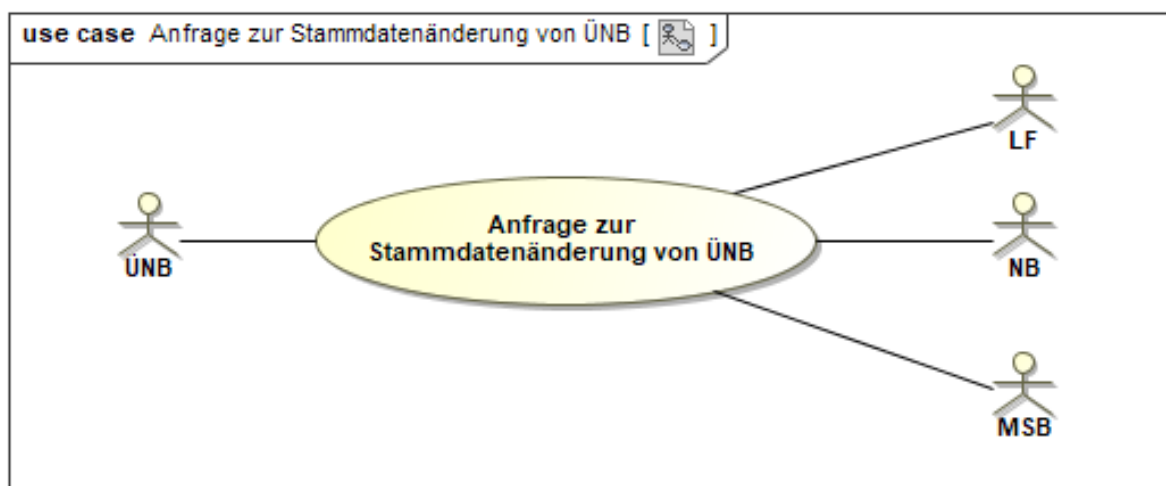 use case Anfrage zur Stammdatenänderung von ÜNB [ ]
LF
Anfrage zur
Stammdatenänderung von ÜNB
ÜNB
NB
MSB